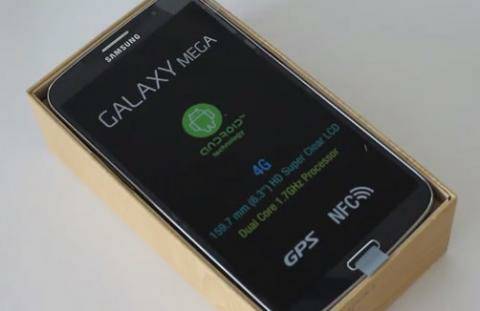 SAMSUNG
GALAXY MEGA
ANDROID™
technology
4G
159.7 mm (6.3") HD Super Clear LCD
Dual Core 1.7GHz Processor
GPS NFC